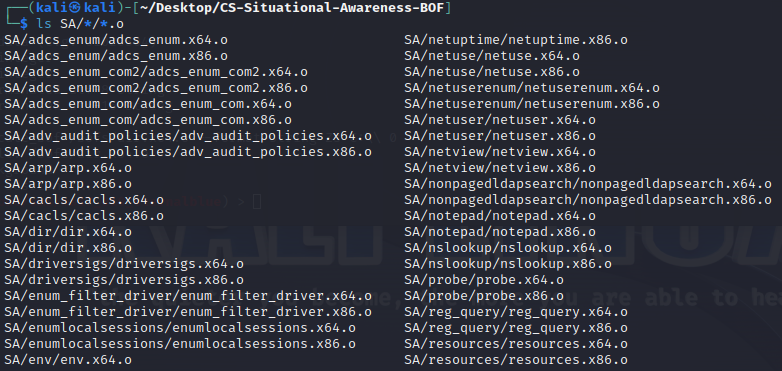 ┌──(kali㉿kali)-[~/Desktop/CS-Situational-Awareness-BOF]
└─$ ls SA/*/*.o
SA/adcs_enum/adcs_enum.x64.o SA/netuptime/netuptime.x86.o
SA/adcs_enum/adcs_enum.x86.o SA/netuse/netuse.x64.o
SA/adcs_enum_com2/adcs_enum_com2.x64.o SA/netuse/netuse.x86.o
SA/adcs_enum_com2/adcs_enum_com2.x86.o SA/netuserenum/netuserenum.x64.o
SA/adcs_enum_com/adcs_enum_com.x64.o SA/netuserenum/netuserenum.x86.o
SA/adcs_enum_com/adcs_enum_com.x86.o SA/netuser/netuser.x64.o
SA/adv_audit_policies/adv_audit_policies.x64.o SA/netuser/netuser.x86.o
SA/adv_audit_policies/adv_audit_policies.x86.o SA/netview/netview.x64.o
SA/arp/arp.x64.o SA/netview/netview.x86.o
SA/arp/arp.x86.o SA/nonpagedldapsearch/nonpagedldapsearch.x64.o
SA/cacls/cacls.x64.o SA/nonpagedldapsearch/nonpagedldapsearch.x86.o
SA/cacls/cacls.x86.o SA/notepad/notepad.x64.o
SA/dir/dir.x64.o SA/notepad/notepad.x86.o
SA/dir/dir.x86.o SA/nslookup/nslookup.x64.o
SA/driversigs/driversigs.x64.o SA/nslookup/nslookup.x86.o
SA/driversigs/driversigs.x86.o SA/probe/probe.x64.o
SA/enum_filter_driver/enum_filter_driver.x64.o SA/probe/probe.x86.o
SA/enum_filter_driver/enum_filter_driver.x86.o SA/reg_query/reg_query.x64.o
SA/enumlocalsessions/enumlocalsessions.x64.o SA/reg_query/reg_query.x86.o
SA/enumlocalsessions/enumlocalsessions.x86.o SA/resources/resources.x64.o
SA/env/env.x64.o SA/resources/resources.x86.o